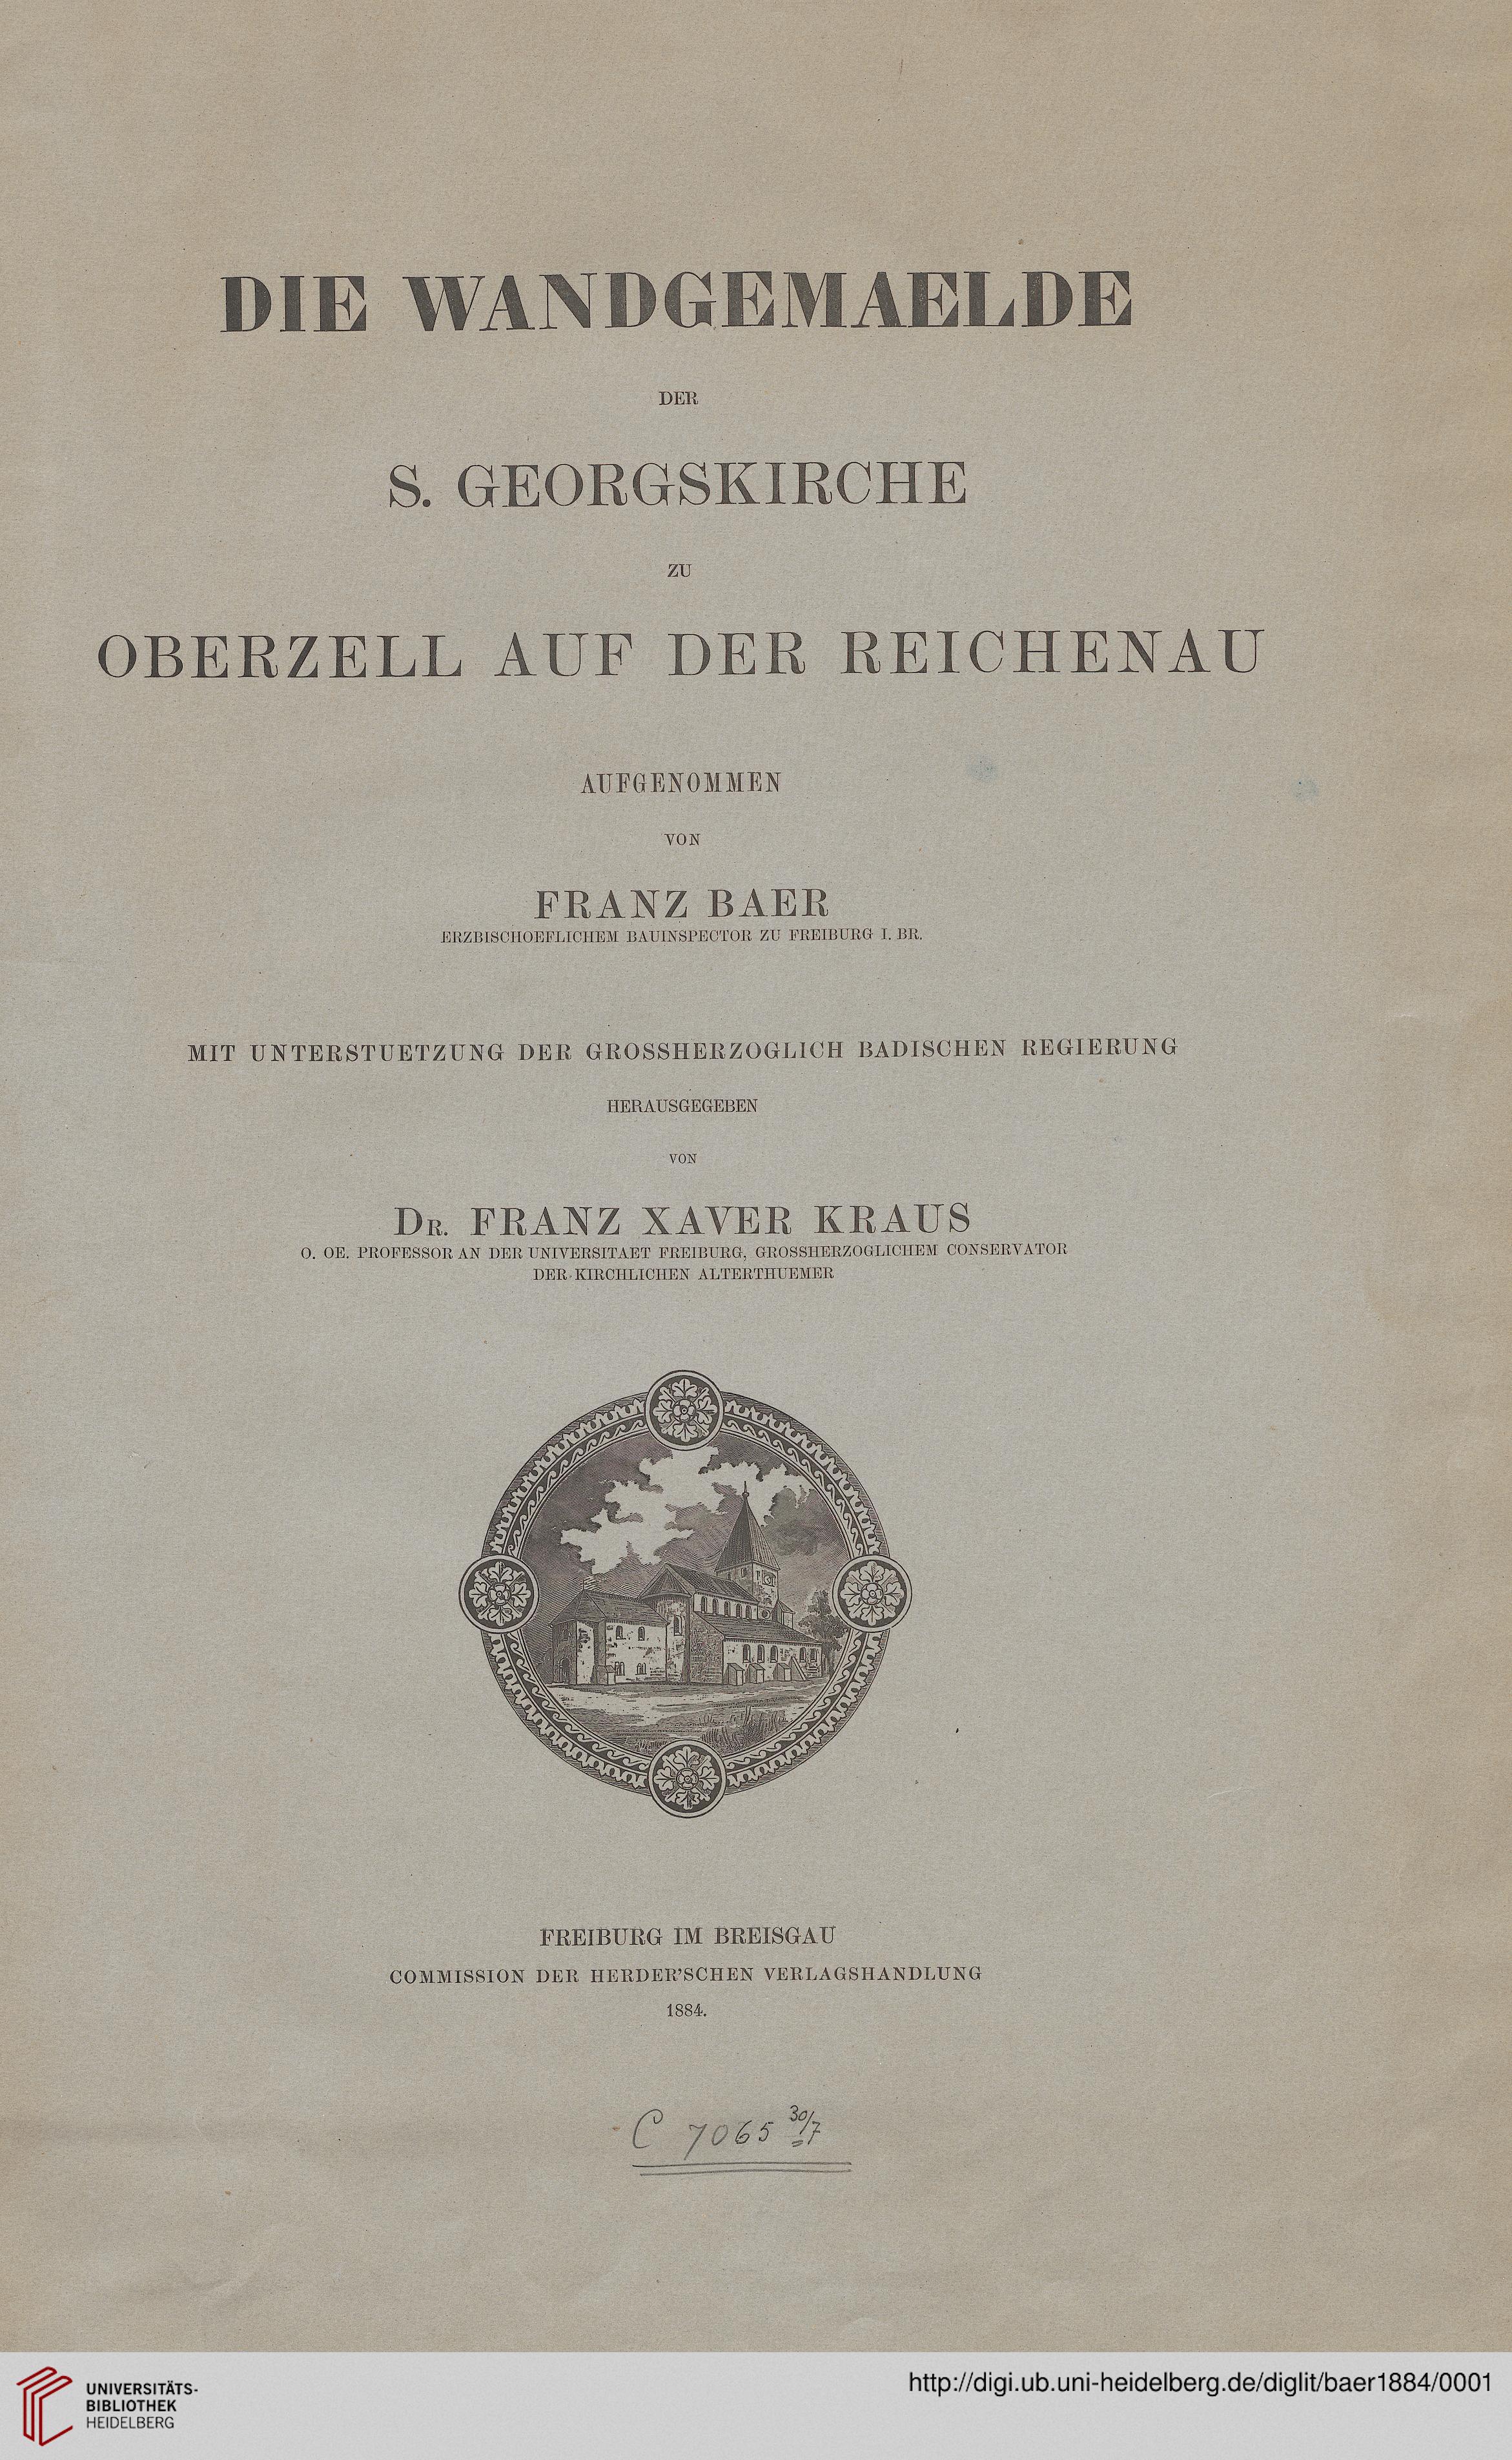 DIE WANDGEMAELDE
DER
S. GEORGSKIRCHE
ZU
OBERZELL AUF DER REICHENAU
AUFGENOMMEN
VON
FRANZ BAER
ERZBISCHOEFLICHEM BAUINSPECTOR ZU FREIBURG I. BR.
MIT UNTERSTUETZUNG DER GROSSHERZOGLICH BADISCHEN REGIERUNG
HERAUSGEGEBEN
VON
DR. FRANZ XAVER KRAUS
O. OE. PROFESSOR AN DER UNIVERSITAET FREIBURG, GROSSHERZOGLICHEM CONSERVATOR
DER KIRCHLICHEN ALTERTHUEMER
FREIBURG IM BREISGAU
COMMISSION DER HERDER'SCHEN VERLAGSHANDLUNG
1884.
C 7065 30/7
UNIVERSITÄTS-
BIBLIOTHEK
HEIDELBERG
http://digi.ub.uni-heidelberg.de/diglit/baer1884/0001